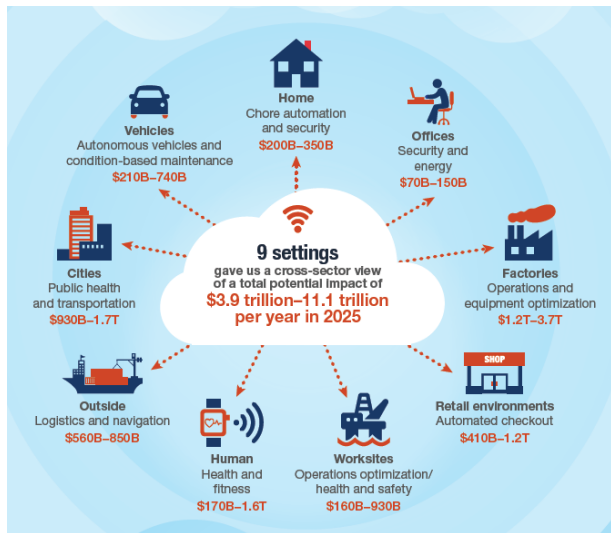 Home
Chore automation
and security
$200B–350B
Vehicles
Autonomous vehicles and
condition-based maintenance
$210B–740B
Offices
Security and
energy
$70B–150B
9 settings
gave us a cross-sector view
of a total potential impact of
$3.9 trillion–11.1 trillion
per year in 2025
Cities
Public health
and transportation
$930B–1.7T
Factories
Operations and
equipment optimization
$1.2T–3.7T
Outside
Logistics and navigation
$560B–850B
SHOP
Retail environments
Automated checkout
$410B–1.2T
Human
Health and
fitness
$170B–1.6T
Worksites
Operations optimization/
health and safety
$160B–930B